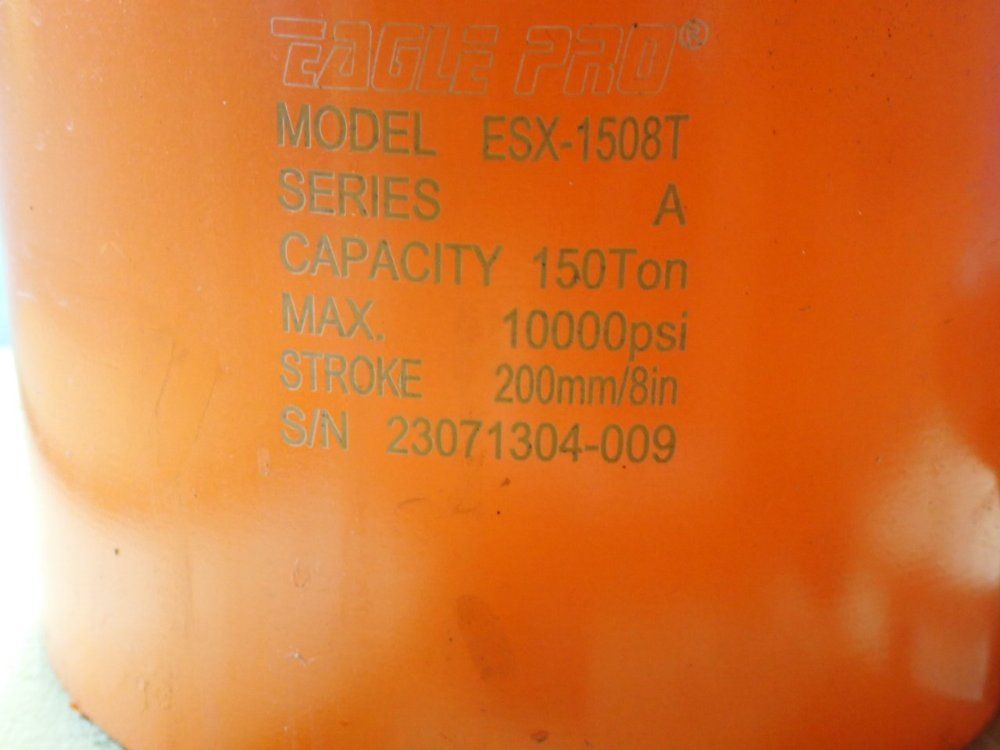 EAGLE PRO®
MODEL ESX-1508T
SERIES A
CAPACITY 150Ton
MAX. 10000psi
STROKE 200mm/8in
S/N 23071304-009